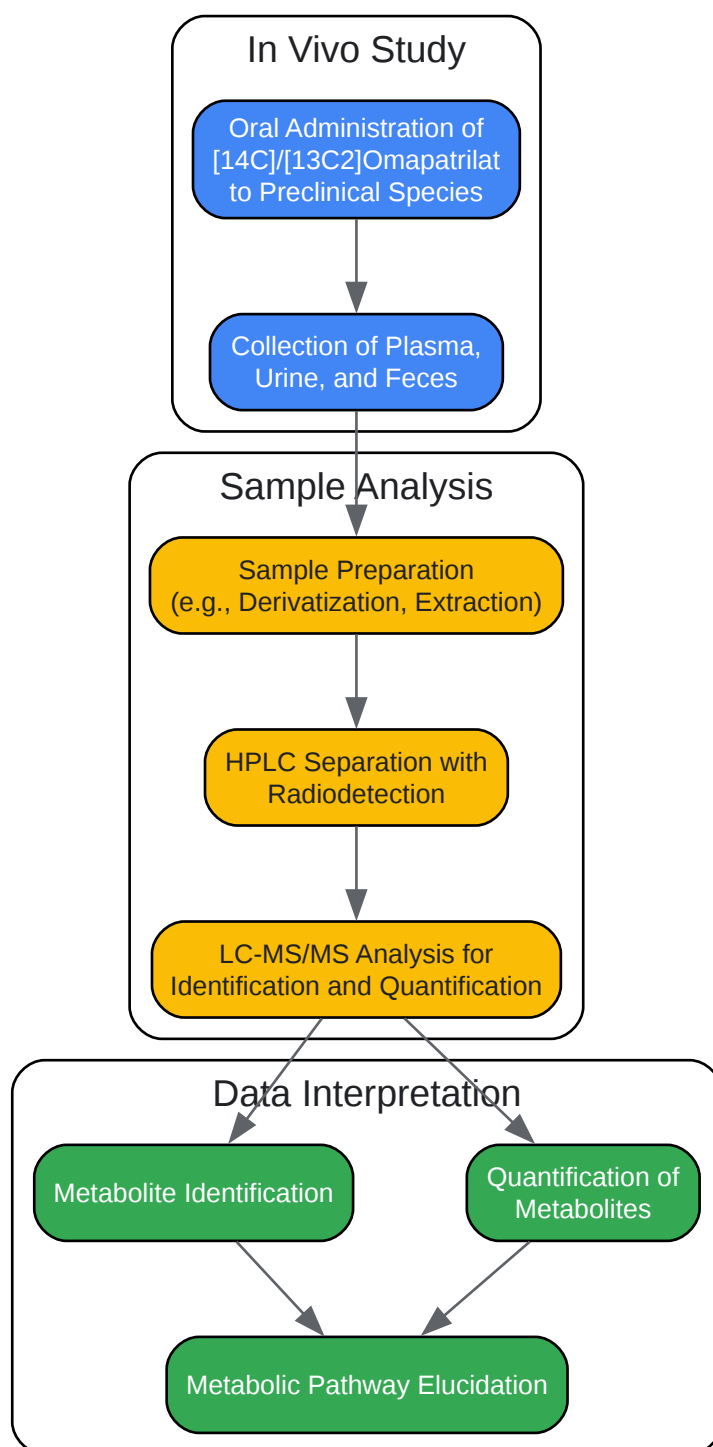 In Vivo Study
Oral Administration of
[14C]/[13C2]Omapatrilat
to Preclinical Species
Collection of Plasma,
Urine, and Feces
Sample Analysis
Sample Preparation
(e.g., Derivatization, Extraction)
HPLC Separation with
Radiodetection
LC-MS/MS Analysis for
Identification and Quantification
Data Interpretation
Metabolite Identification
Quantification of
Metabolites
Metabolic Pathway Elucidation